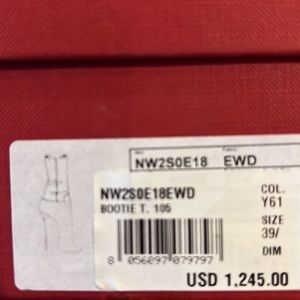 NW2S0E18 EWD
NW2S0E18EWD
BOOTIE T. 105
COL.
Y61
SIZE
39/
DIM
8 056097 079797
USD 1,245.00